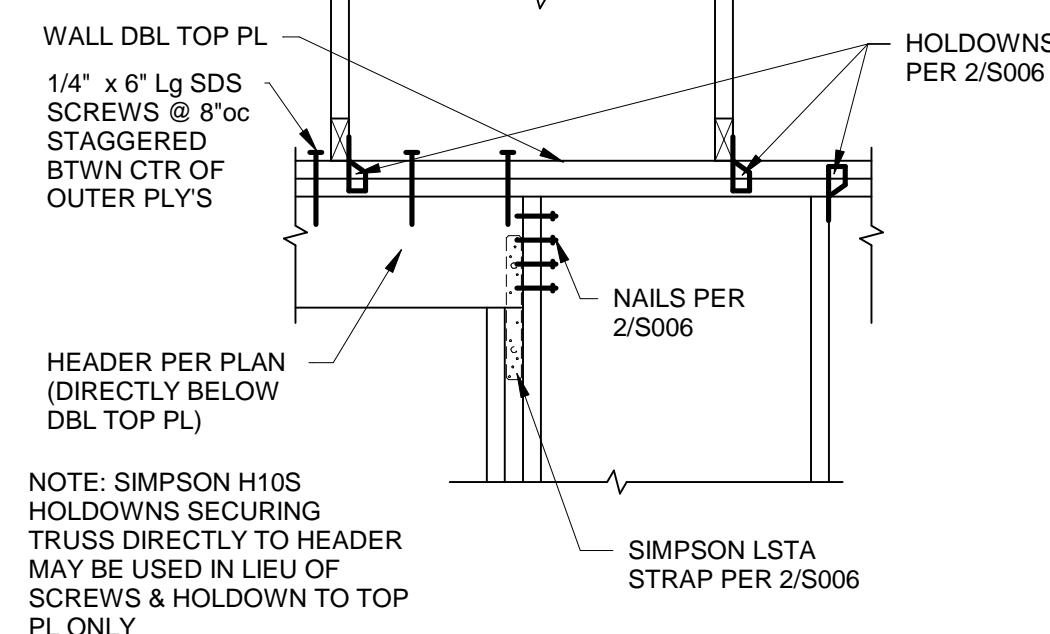 WALL DBL TOP PL
1/4" x 6" Lg SDS
SCREWS @ 8"oc
STAGGERED
BTWN CTR OF
OUTER PLY'S
HOLDOWNS
PER 2/S006
NAILS PER
2/S006
HEADER PER PLAN
(DIRECTLY BELOW
DBL TOP PL)
NOTE: SIMPSON H10S
HOLDOWNS SECURING
TRUSS DIRECTLY TO HEADER
MAY BE USED IN LIEU OF
SCREWS & HOLDOWN TO TOP
PL ONLY
SIMPSON LSTA
STRAP PER 2/S006